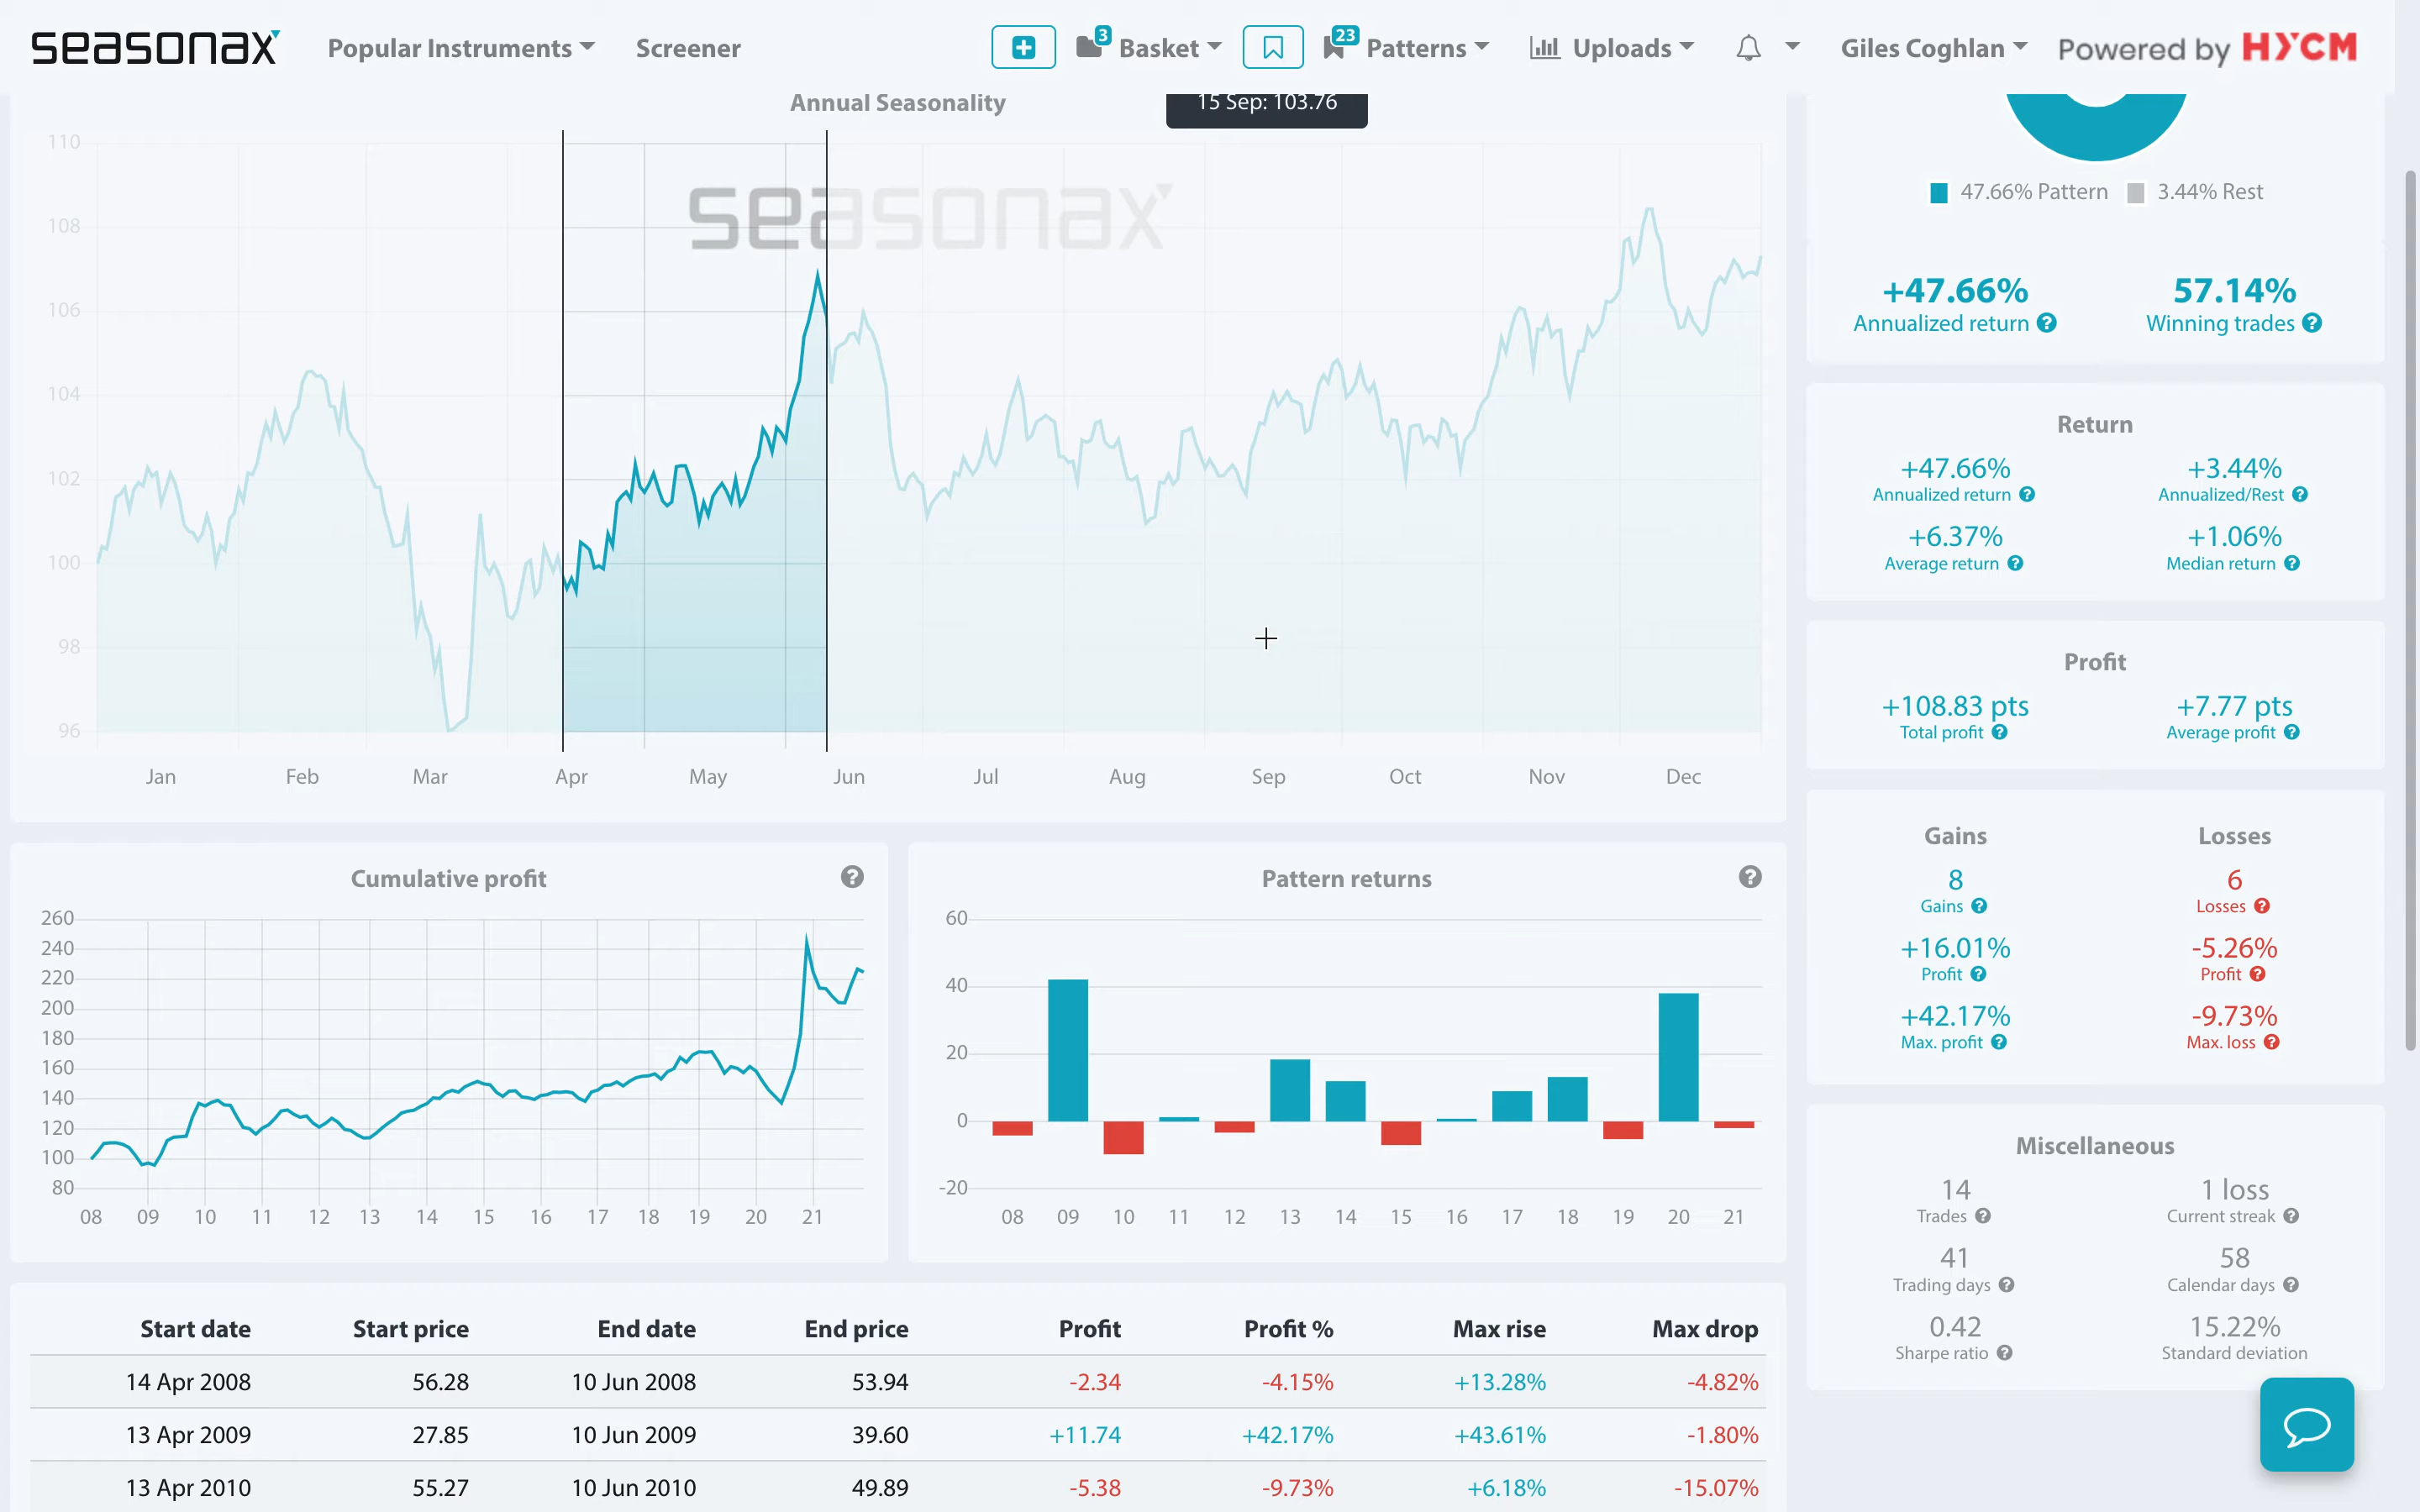 seasonax Popular Instruments Screener 3 Basket 23 Patterns Uploads Giles Coghlan Powered by HYCM
Annual Seasonality
15 Sep: 103.76
seasonax
110
108
106
104
102
100
98
96
Jan Feb Mar Apr May Jun Jul Aug Sep Oct Nov Dec
47.66% Pattern 3.44% Rest
+47.66% 57.14%
Annualized return ? Winning trades ?
Return
+47.66% +3.44%
Annualized return ? Annualized/Rest ?
+6.37% +1.06%
Average return ? Median return ?
Profit
+108.83 pts +7.77 pts
Total profit ? Average profit ?
Gains Losses
8 6
Gains ? Losses ?
+16.01% -5.26%
Profit ? Profit ?
+42.17% -9.73%
Max. profit ? Max. loss ?
Miscellaneous
14 1 loss
Trades ? Current streak ?
41 58
Trading days ? Calendar days ?
0.42 15.22%
Sharpe ratio ? Standard deviation
Cumulative profit ?
260
240
220
200
180
160
140
120
100
80
08 09 10 11 12 13 14 15 16 17 18 19 20 21
Pattern returns ?
60
40
20
0
-20
08 09 10 11 12 13 14 15 16 17 18 19 20 21
Start date Start price End date End price Profit Profit % Max rise Max drop
14 Apr 2008 56.28 10 Jun 2008 53.94 -2.34 -4.15% +13.28% -4.82%
13 Apr 2009 27.85 10 Jun 2009 39.60 +11.74 +42.17% +43.61% -1.80%
13 Apr 2010 55.27 10 Jun 2010 49.89 -5.38 -9.73% +6.18% -15.07%